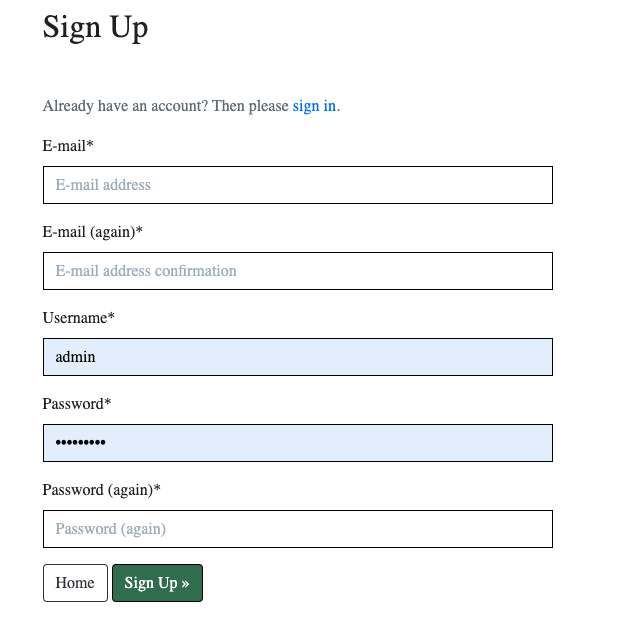 Sign Up
Already have an account? Then please sign in.
E-mail*
E-mail address
E-mail (again)*
E-mail address confirmation
Username*
admin
Password*
•••••••••
Password (again)*
Password (again)
Home Sign Up »